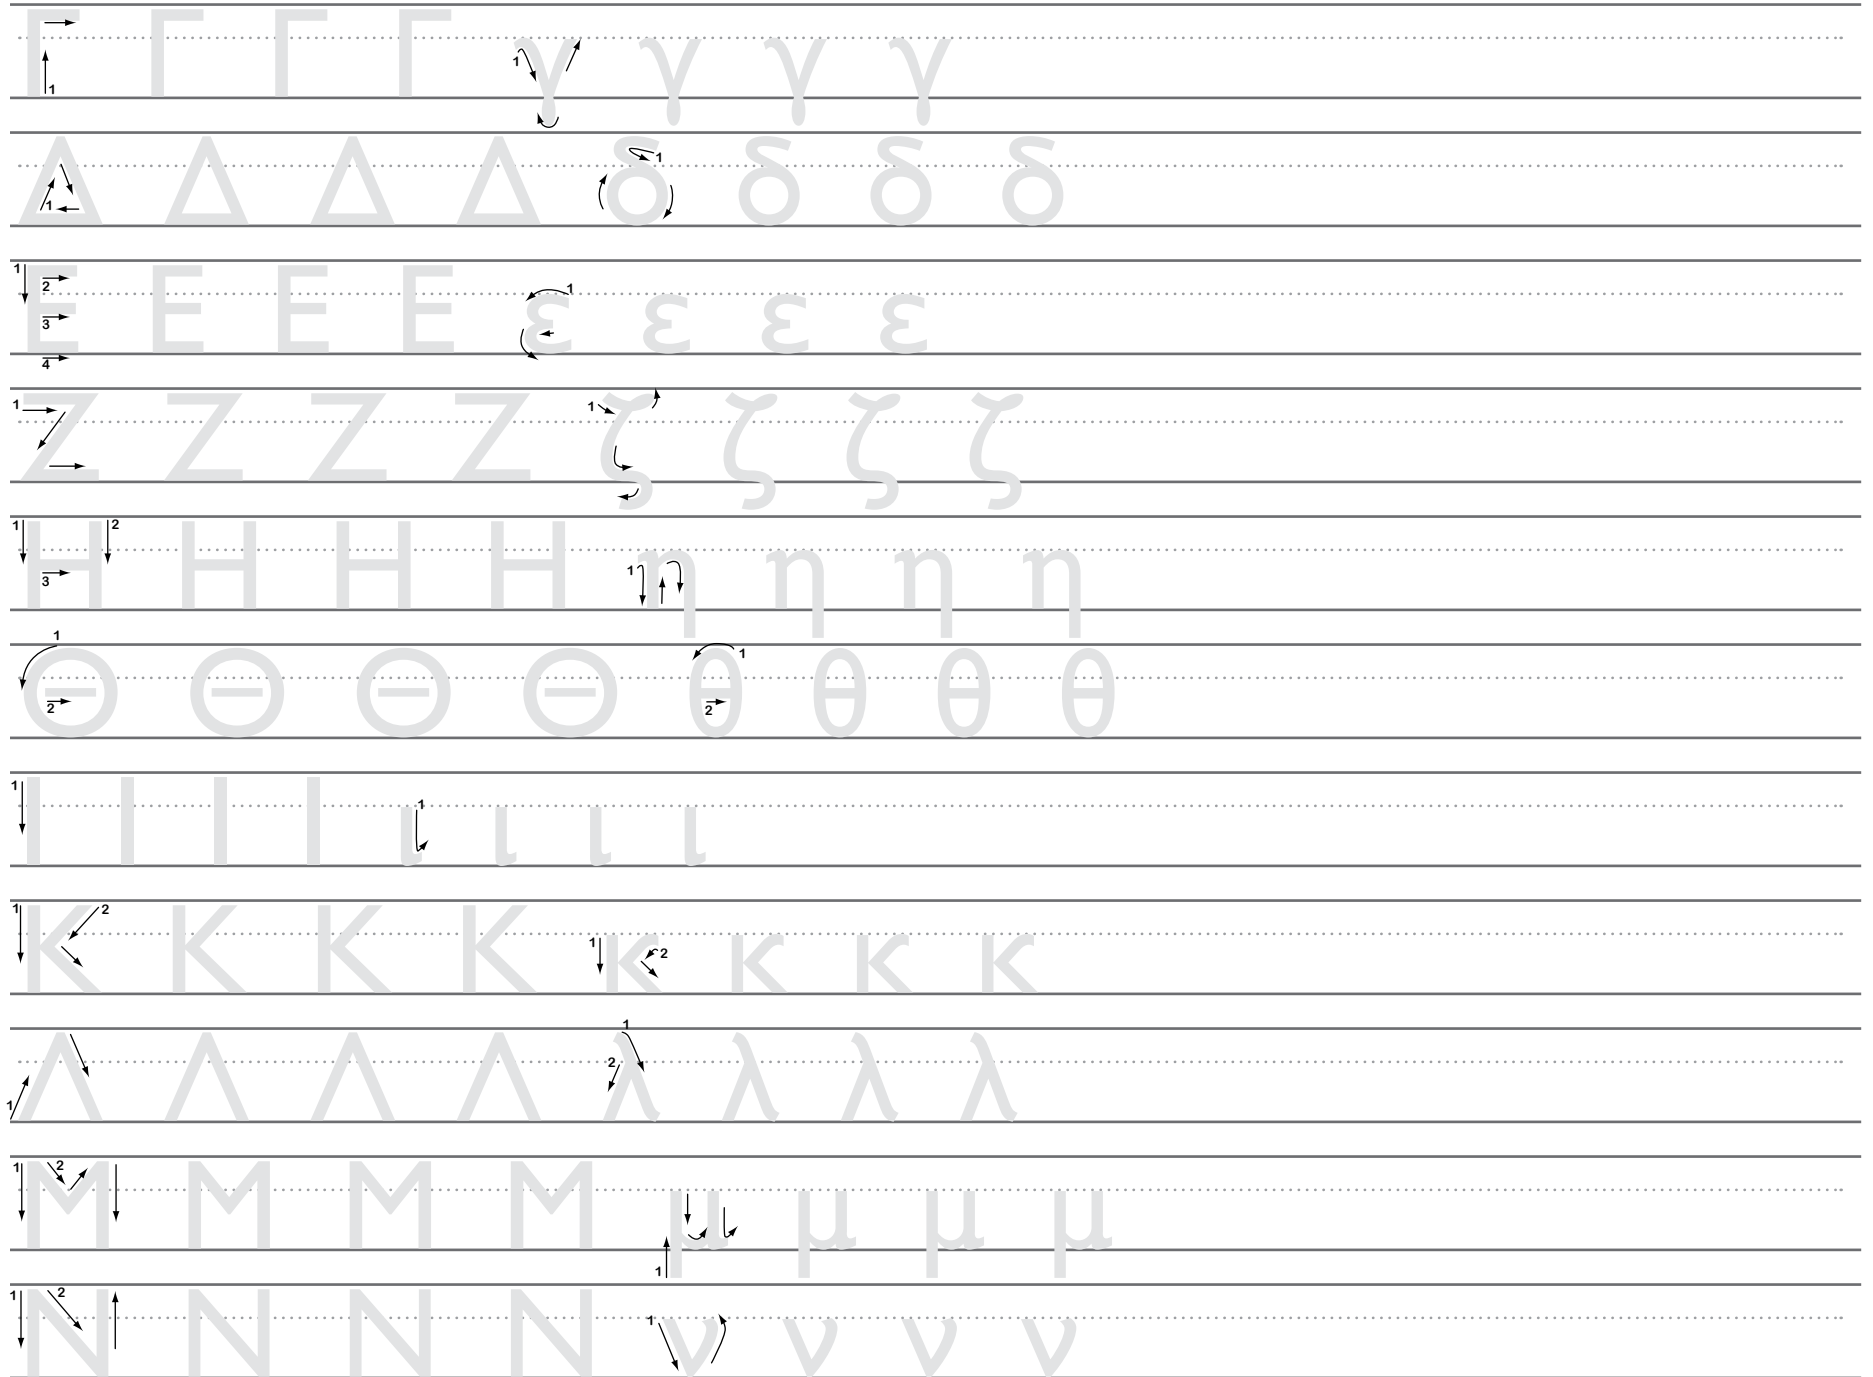 Γ Γ Γ Γ γ γ γ γ
Δ Δ Δ Δ δ δ δ δ
Ε Ε Ε Ε ε ε ε ε
Ζ Ζ Ζ Ζ ζ ζ ζ ζ
Η Η Η Η η η η η
Θ Θ Θ Θ θ θ θ θ
Ι Ι Ι Ι ι ι ι ι
Κ Κ Κ Κ κ κ κ κ
Λ Λ Λ Λ λ λ λ λ
Μ Μ Μ Μ μ μ μ μ
Ν Ν Ν Ν ν ν ν ν